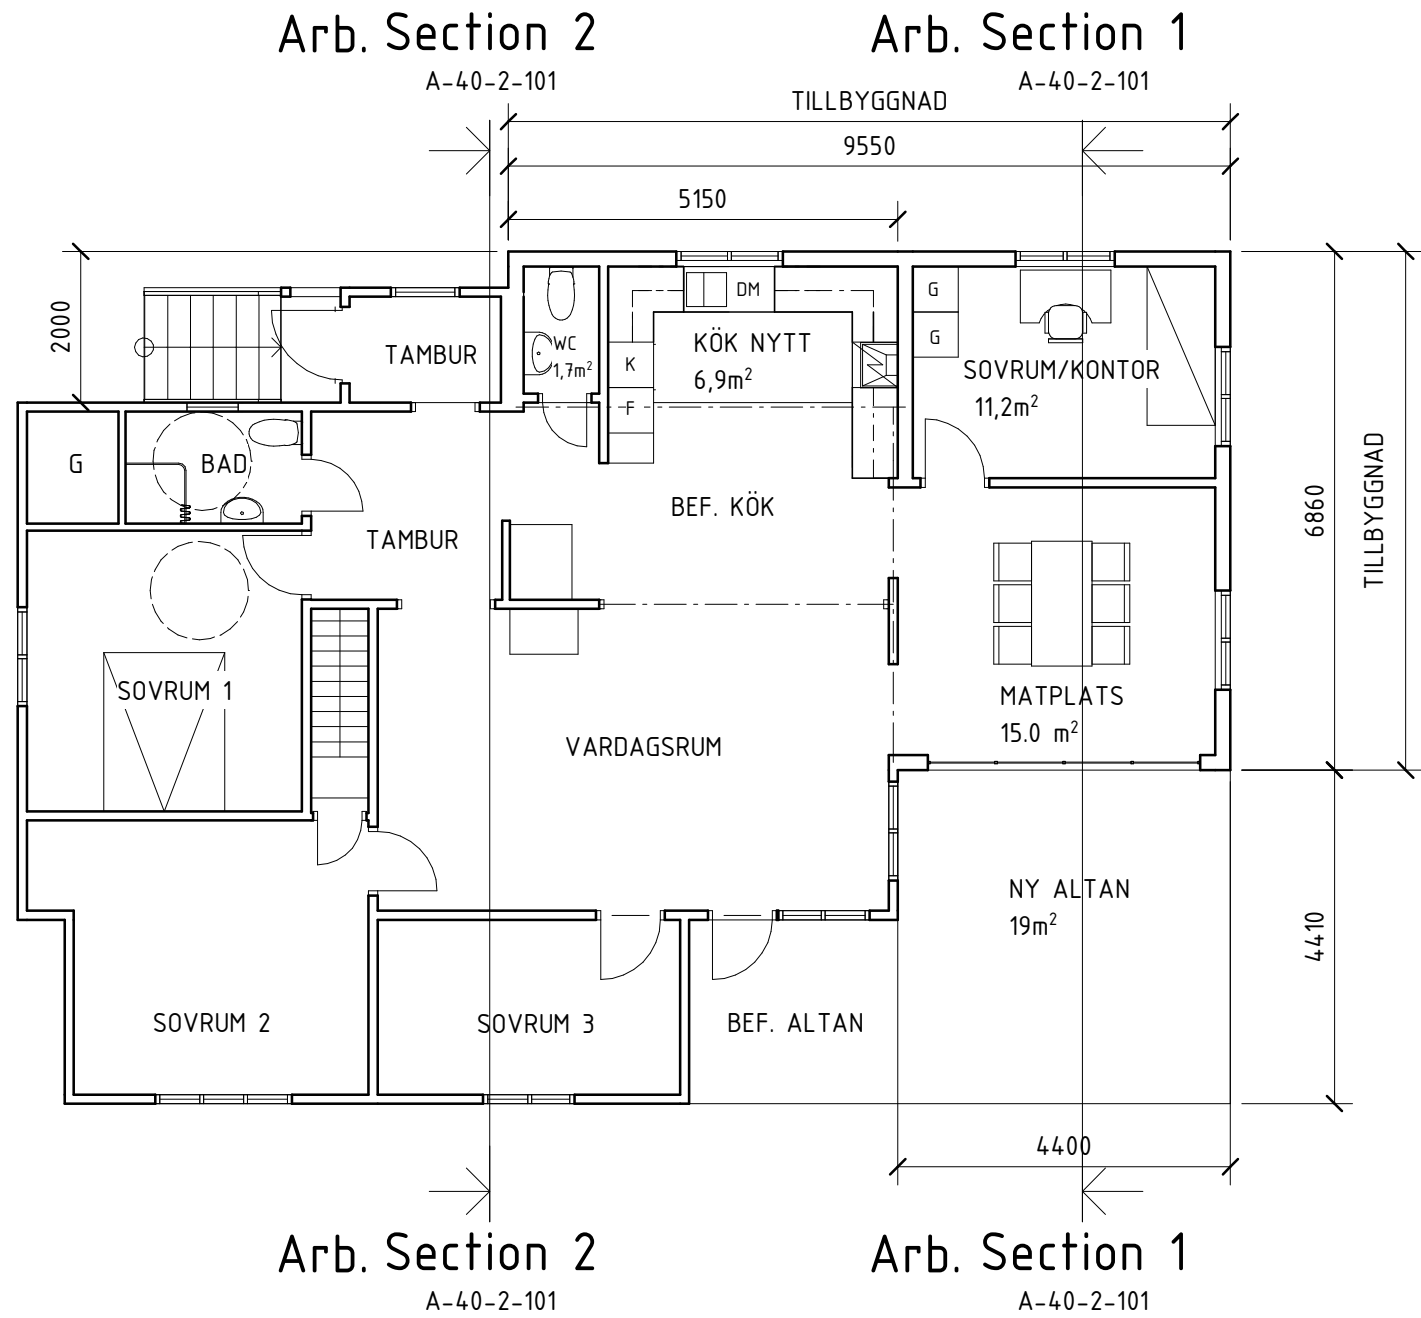 Arb. Section 2
A-40-2-101
Arb. Section 1
A-40-2-101
TILLBYGGNAD
9550
5150
2000
TAMBUR
WC
1,7m²
DM
K
F
KÖK NYTT
6,9m²
G
G
SOVRUM/KONTOR
11,2m²
G
BAD
TAMBUR
BEF. KÖK
6860
TILLBYGGNAD
SOVRUM 1
VARDAGSRUM
MATPLATS
15.0 m²
NY ALTAN
19m²
4410
SOVRUM 2
SOVRUM 3
BEF. ALTAN
4400
Arb. Section 2
A-40-2-101
Arb. Section 1
A-40-2-101